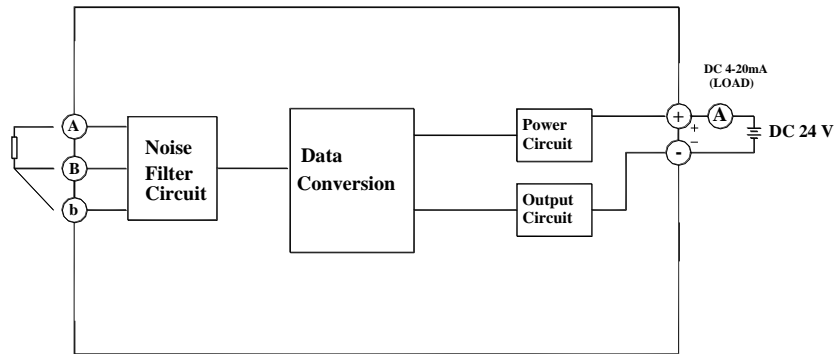 DC 4-20mA
(LOAD)
A
B
b
Noise
Filter
Circuit
Data
Conversion
Power
Circuit
Output
Circuit
+
-
A
+
−
DC 24 V